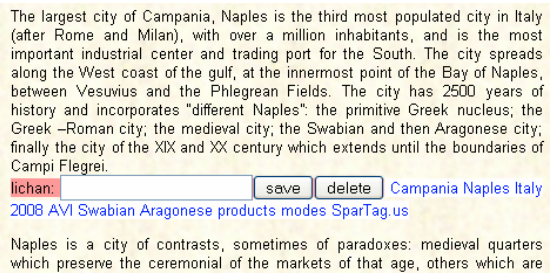 The largest city of Campania, Naples is the third most populated city in Italy
(after Rome and Milan), with over a million inhabitants, and is the most
important industrial center and trading port for the South. The city spreads
along the West coast of the gulf, at the innermost point of the Bay of Naples,
between Vesuvius and the Phlegrean Fields. The city has 2500 years of
history and incorporates "different Naples": the primitive Greek nucleus; the
Greek –Roman city; the medieval city; the Swabian and then Aragonese city;
finally the city of the XIX and XX century which extends until the boundaries of
Campi Flegrei.
lichan: save delete Campania Naples Italy
2008 AVI Swabian Aragonese products modes SparTag.us
Naples is a city of contrasts, sometimes of paradoxes: medieval quarters
which preserve the ceremonial of the markets of that age, others which are